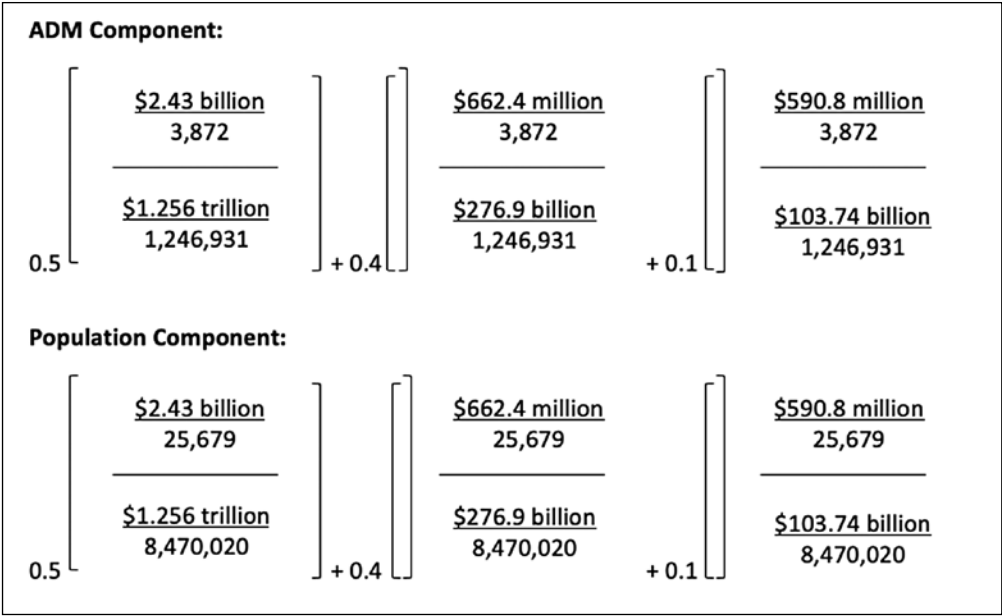 ADM Component:
$2.43 billion $662.4 million $590.8 million
3,872 3,872 3,872
$1.256 trillion $276.9 billion $103.74 billion
1,246,931 1,246,931 1,246,931
0.5 + 0.4 + 0.1
Population Component:
$2.43 billion $662.4 million $590.8 million
25,679 25,679 25,679
$1.256 trillion $276.9 billion $103.74 billion
8,470,020 8,470,020 8,470,020
0.5 + 0.4 + 0.1